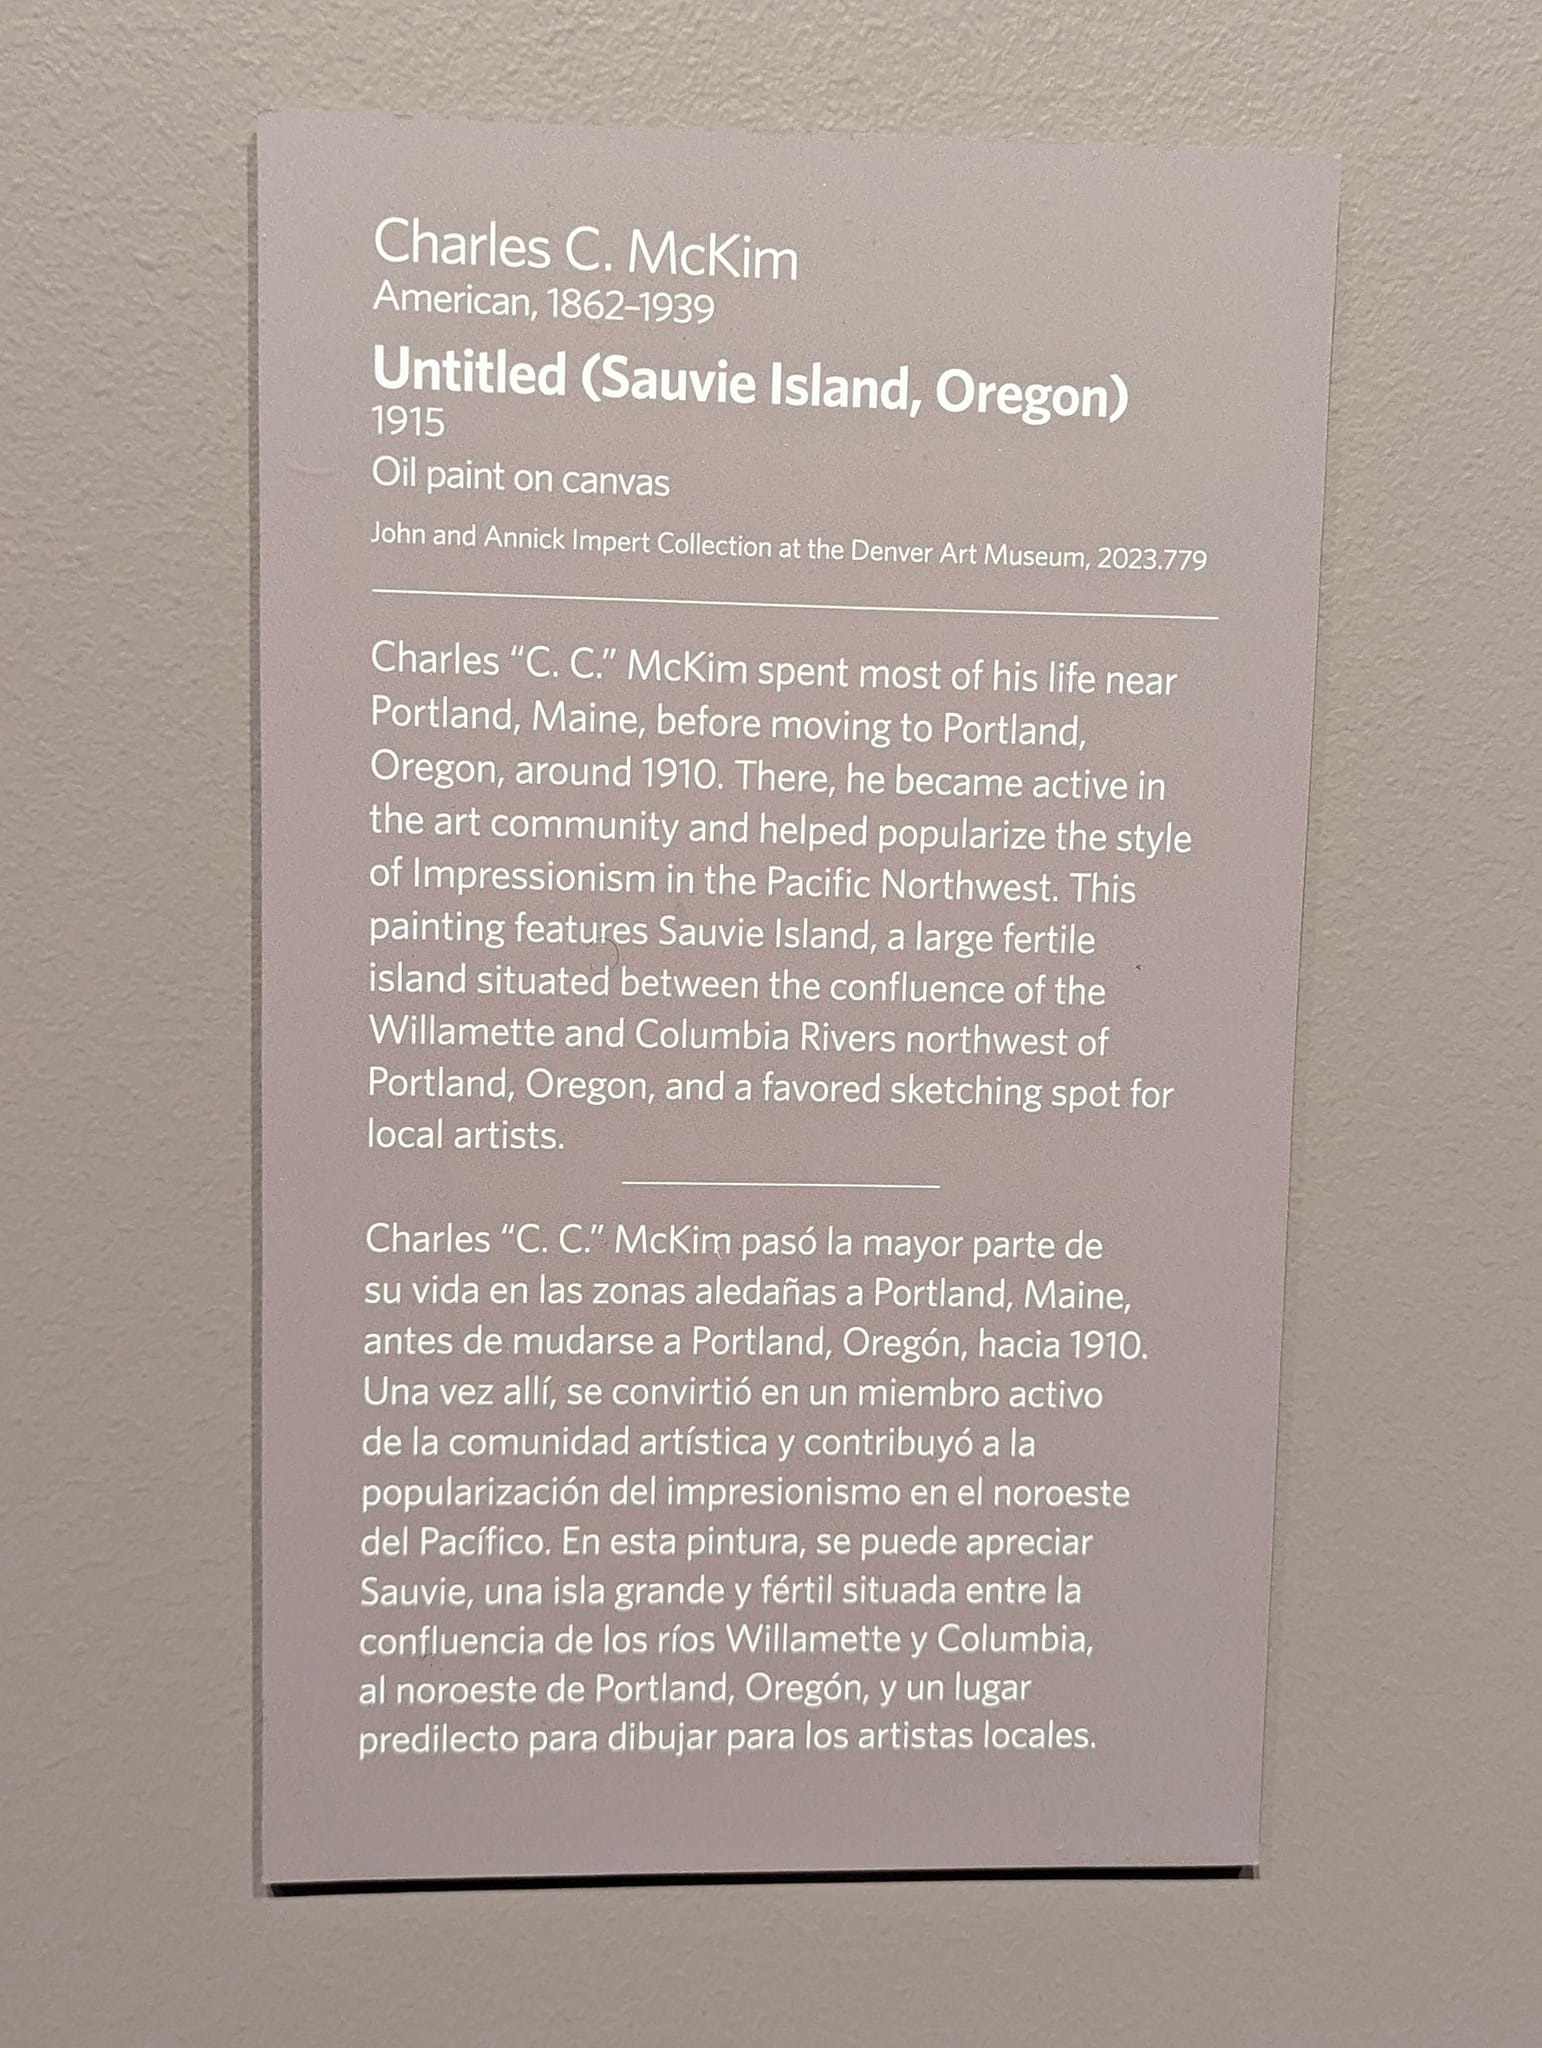 Charles C. McKim
American, 1862–1939
Untitled (Sauvie Island, Oregon)
1915
Oil paint on canvas
John and Annick Impert Collection at the Denver Art Museum, 2023.779
Charles “C. C.” McKim spent most of his life near
Portland, Maine, before moving to Portland,
Oregon, around 1910. There, he became active in
the art community and helped popularize the style
of Impressionism in the Pacific Northwest. This
painting features Sauvie Island, a large fertile
island situated between the confluence of the
Willamette and Columbia Rivers northwest of
Portland, Oregon, and a favored sketching spot for
local artists.
Charles “C. C.” McKim pasó la mayor parte de
su vida en las zonas aledañas a Portland, Maine,
antes de mudarse a Portland, Oregón, hacia 1910.
Una vez allí, se convirtió en un miembro activo
de la comunidad artística y contribuyó a la
popularización del impresionismo en el noroeste
del Pacífico. En esta pintura, se puede apreciar
Sauvie, una isla grande y fértil situada entre la
confluencia de los ríos Willamette y Columbia,
al noroeste de Portland, Oregón, y un lugar
predilecto para dibujar para los artistas locales.